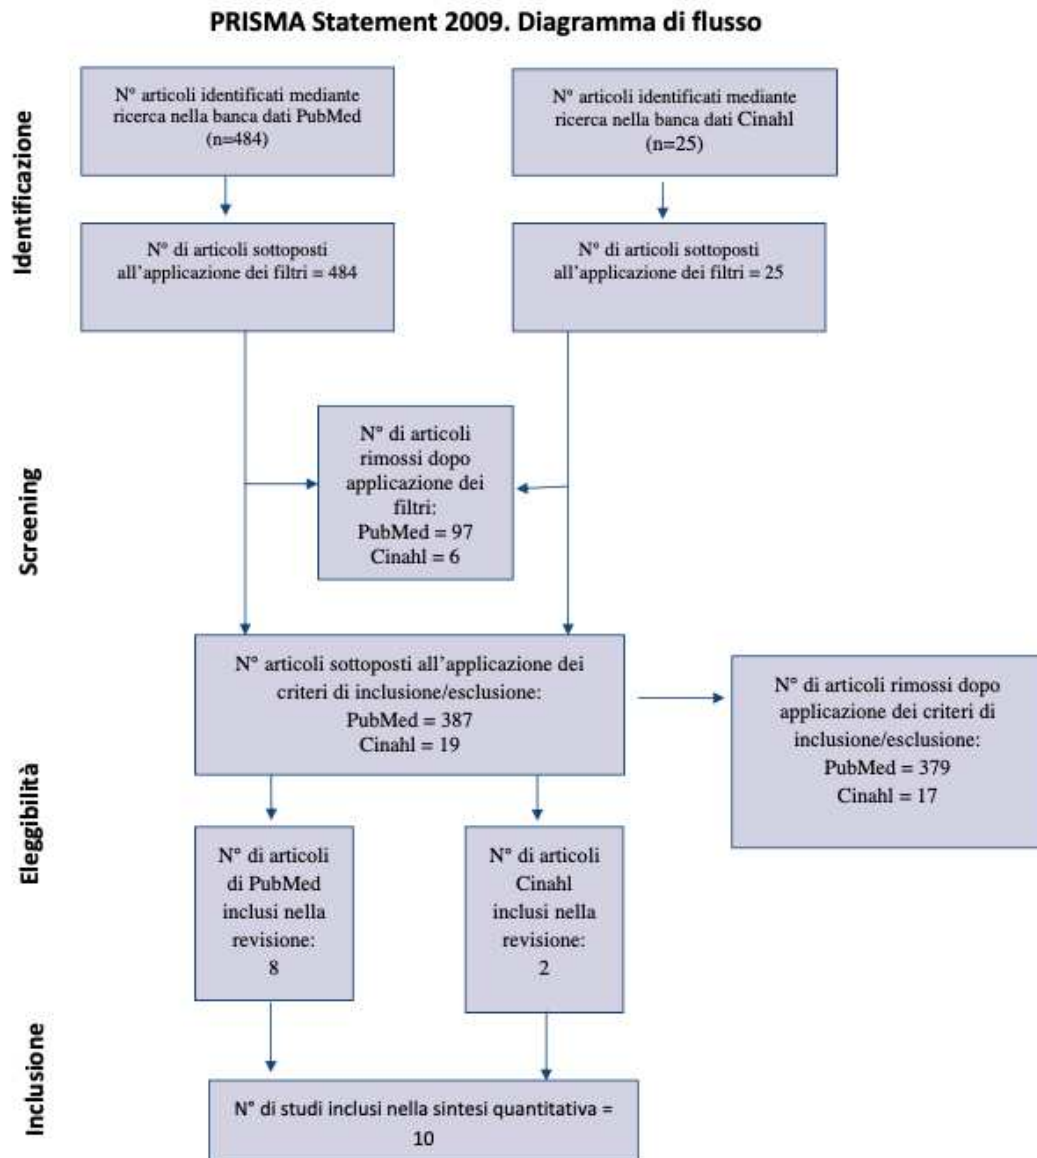 PRISMA Statement 2009. Diagramma di flusso
Identificazione
N° articoli identificati mediante
ricerca nella banca dati PubMed
(n=484)
N° articoli identificati mediante
ricerca nella banca dati Cinahl
(n=25)
N° di articoli sottoposti
all'applicazione dei filtri = 484
N° di articoli sottoposti
all'applicazione dei filtri = 25
Screening
N° di articoli
rimossi dopo
applicazione dei
filtri:
PubMed = 97
Cinahl = 6
N° articoli sottoposti all'applicazione dei
criteri di inclusione/esclusione:
PubMed = 387
Cinahl = 19
N° di articoli rimossi dopo
applicazione dei criteri di
inclusione/esclusione:
PubMed = 379
Cinahl = 17
Eleggibilità
N° di articoli
di PubMed
inclusi nella
revisione:
8
N° di articoli
Cinahl
inclusi nella
revisione:
2
Inclusione
N° di studi inclusi nella sintesi quantitativa =
10